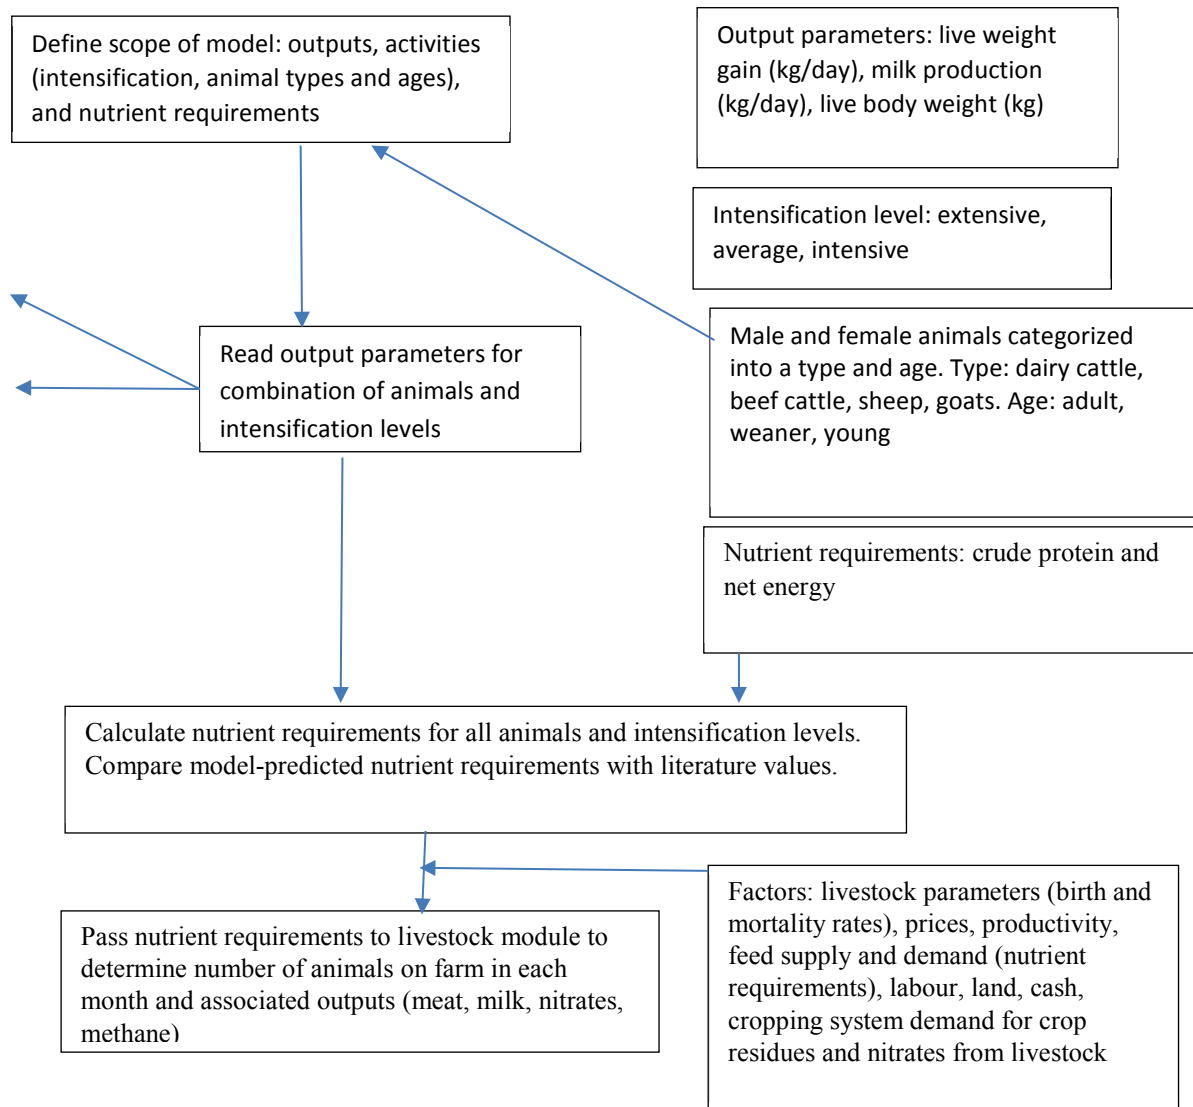 Define scope of model: outputs, activities
(intensification, animal types and ages),
and nutrient requirements
Output parameters: live weight
gain (kg/day), milk production
(kg/day), live body weight (kg)
Intensification level: extensive,
average, intensive
Male and female animals categorized
into a type and age. Type: dairy cattle,
beef cattle, sheep, goats. Age: adult,
weaner, young
Read output parameters for
combination of animals and
intensification levels
Nutrient requirements: crude protein and
net energy
Calculate nutrient requirements for all animals and intensification levels.
Compare model-predicted nutrient requirements with literature values.
Factors: livestock parameters (birth and
mortality rates), prices, productivity,
feed supply and demand (nutrient
requirements), labour, land, cash,
cropping system demand for crop
residues and nitrates from livestock
Pass nutrient requirements to livestock module to
determine number of animals on farm in each
month and associated outputs (meat, milk, nitrates,
methane)